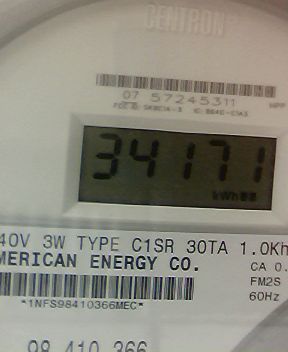 CENTRON®
07 57245311
34171
kWh
40V 3W TYPE C1SR 30TA 1.0Kh
MERICAN ENERGY CO.
CA 0.
FM2S
60Hz
*1NFS98410366MEC*
98 410 366